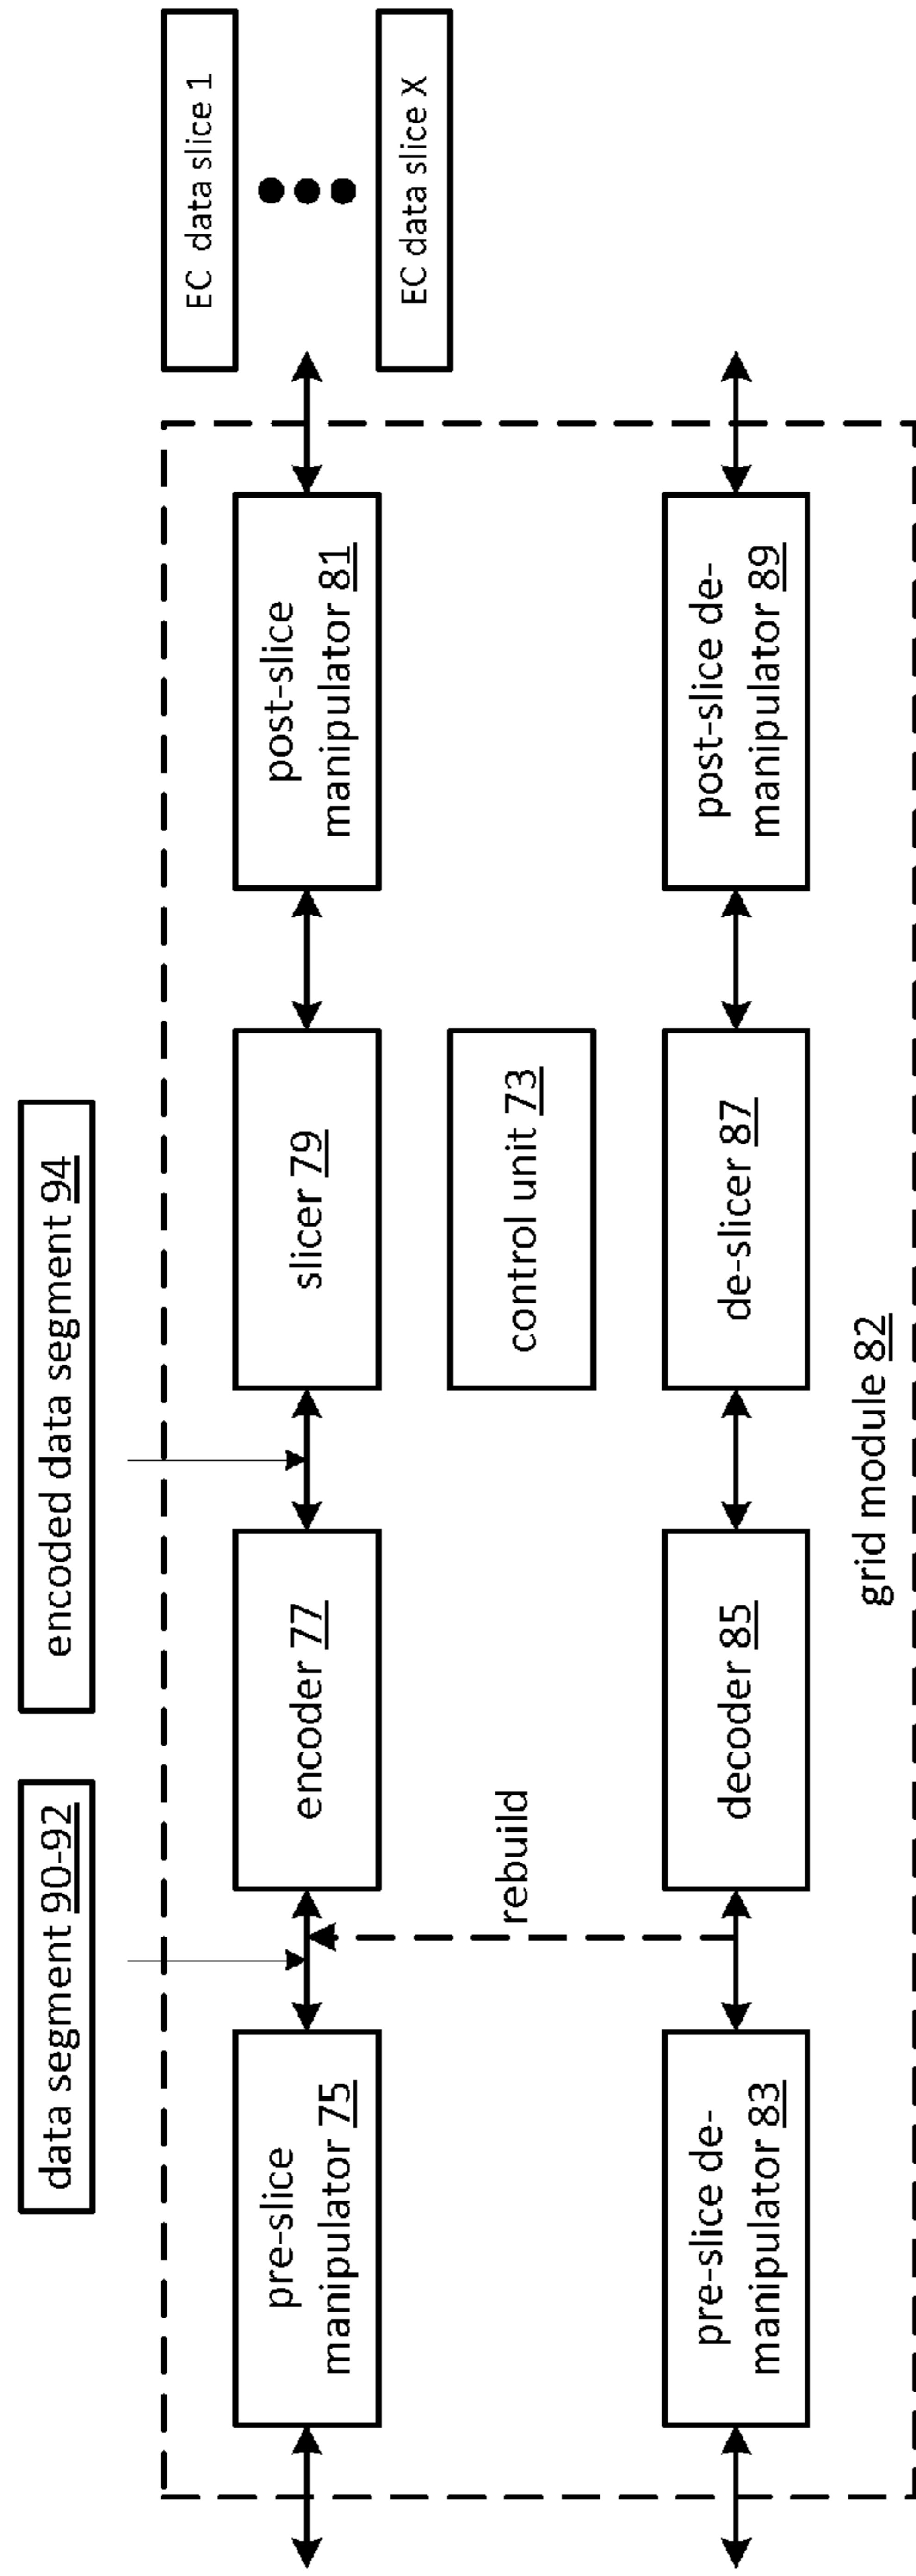 data segment 90-92
encoded data segment 94
EC data slice 1
EC data slice X
pre-slice
manipulator 75
encoder 77
slicer 79
post-slice
manipulator 81
rebuild
control unit 73
pre-slice de-
manipulator 83
decoder 85
de-slicer 87
post-slice de-
manipulator 89
grid module 82